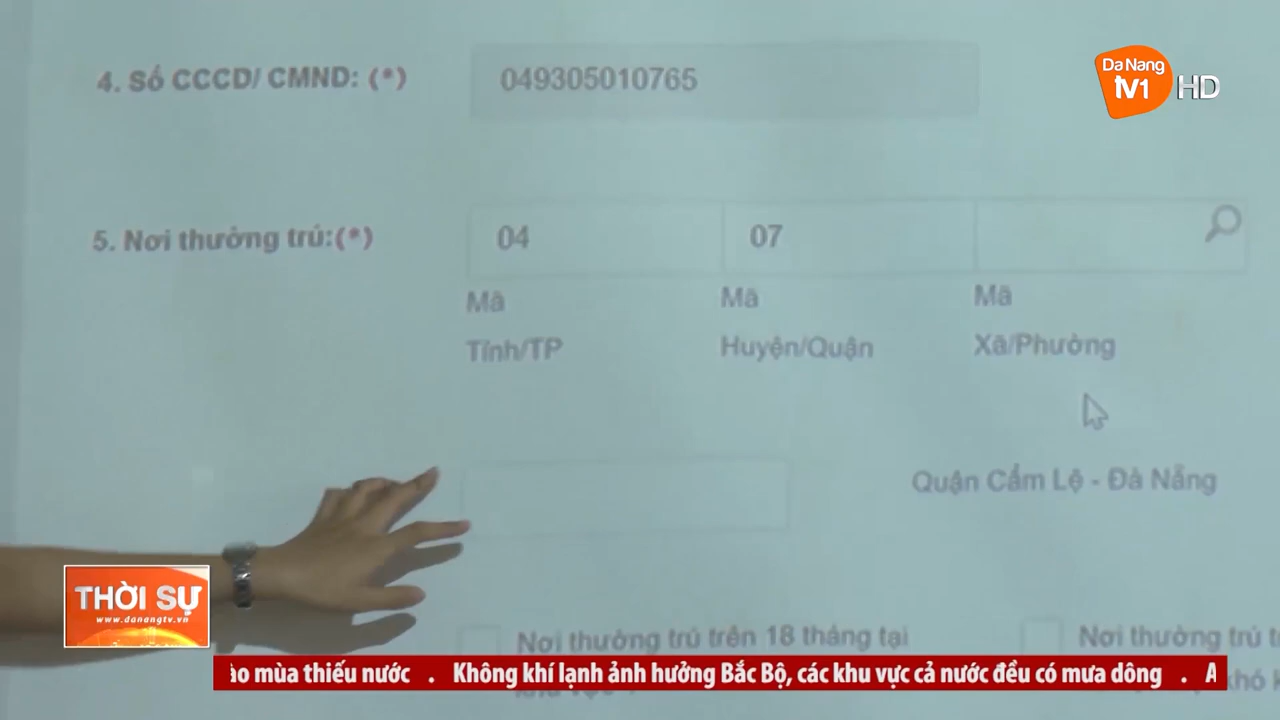 4. Số CCCD/ CMND: (*)
049305010765
Da Nang
TV1 HD
5. Nơi thường trú:(*)
04
07
Mã
Tỉnh/TP
Mã
Huyện/Quận
Mã
Xã/Phường
Quận Cẩm Lệ - Đà Nẵng
THỜI SỰ
www.danangtv.vn
Nơi thường trú trên 18 tháng tại
Nơi thường trú t
khó k
ào mùa thiếu nước . Không khí lạnh ảnh hưởng Bắc Bộ, các khu vực cả nước đều có mưa dông . A